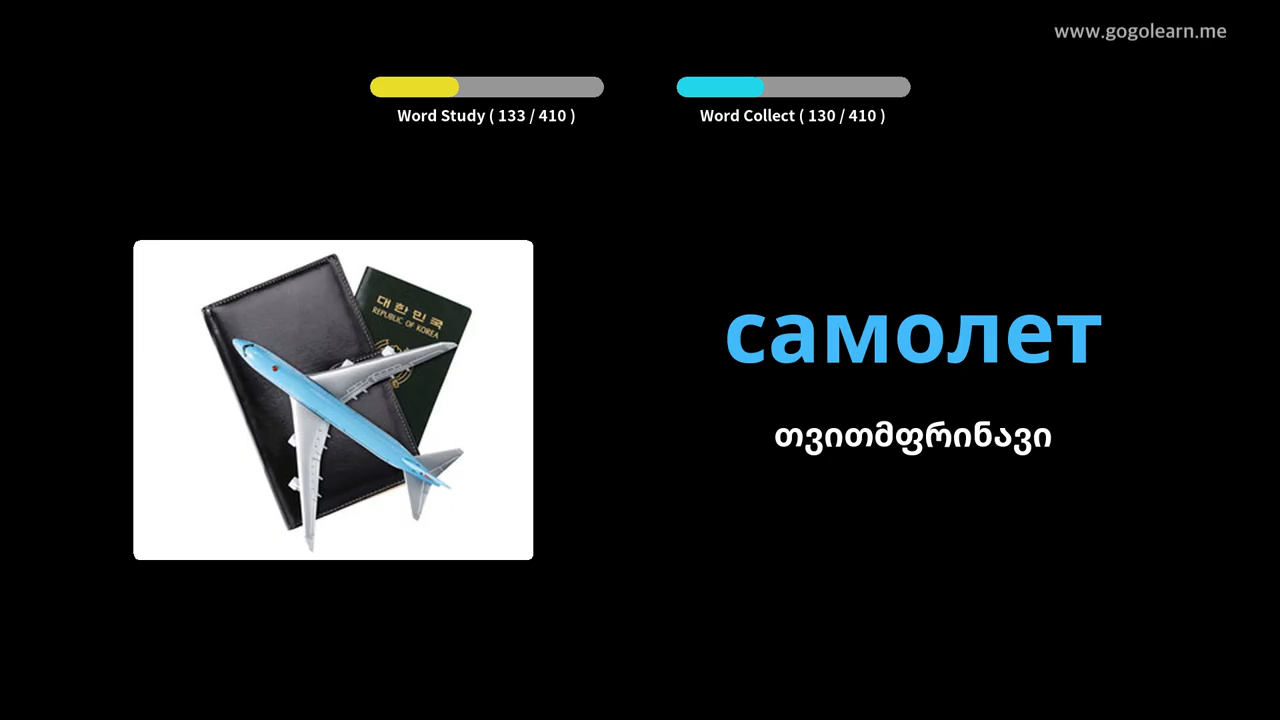 www.gogolearn.me
Word Study ( 133 / 410 )
Word Collect ( 130 / 410 )
대한민국
REPUBLIC OF KOREA
самолет
თვითმფრინავი